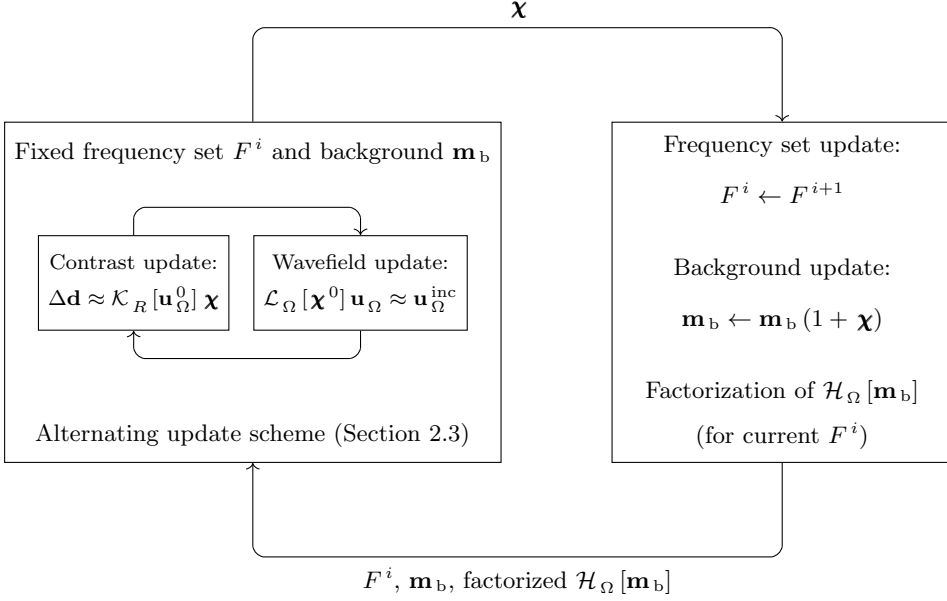 𝛘
Fixed frequency set F^i and background 𝐦_b
Contrast update:
Δ𝐝 ≈ 𝒦_R [𝐮_Ω^0] 𝛘
Wavefield update:
ℒ_Ω [𝛘^0] 𝐮_Ω ≈ 𝐮_Ω^inc
Alternating update scheme (Section 2.3)
Frequency set update:
F^i ← F^{i+1}
Background update:
𝐦_b ← 𝐦_b (1 + 𝛘)
Factorization of ℋ_Ω [𝐦_b]
(for current F^i)
F^i, 𝐦_b, factorized ℋ_Ω [𝐦_b]